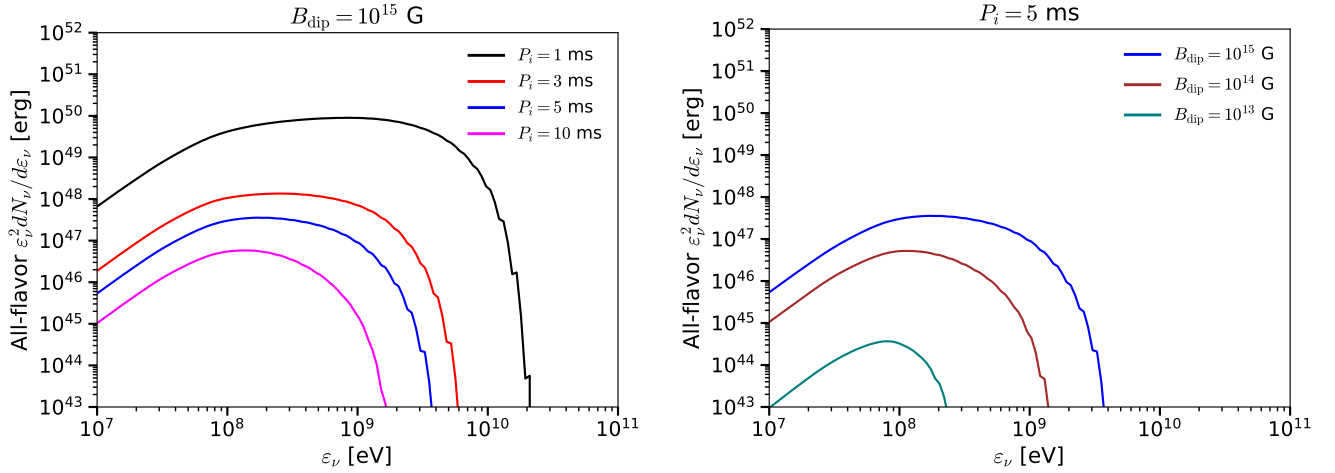 B_dip = 10^15 G
10^52
10^51
10^50
10^49
10^48
10^47
10^46
10^45
10^44
10^43
All-flavor ε_ν^2 dN_ν/dε_ν [erg]
P_i = 1 ms
P_i = 3 ms
P_i = 5 ms
P_i = 10 ms
10^7
10^8
10^9
10^10
10^11
ε_ν [eV]
P_i = 5 ms
10^52
10^51
10^50
10^49
10^48
10^47
10^46
10^45
10^44
10^43
All-flavor ε_ν^2 dN_ν/dε_ν [erg]
B_dip = 10^15 G
B_dip = 10^14 G
B_dip = 10^13 G
10^7
10^8
10^9
10^10
10^11
ε_ν [eV]